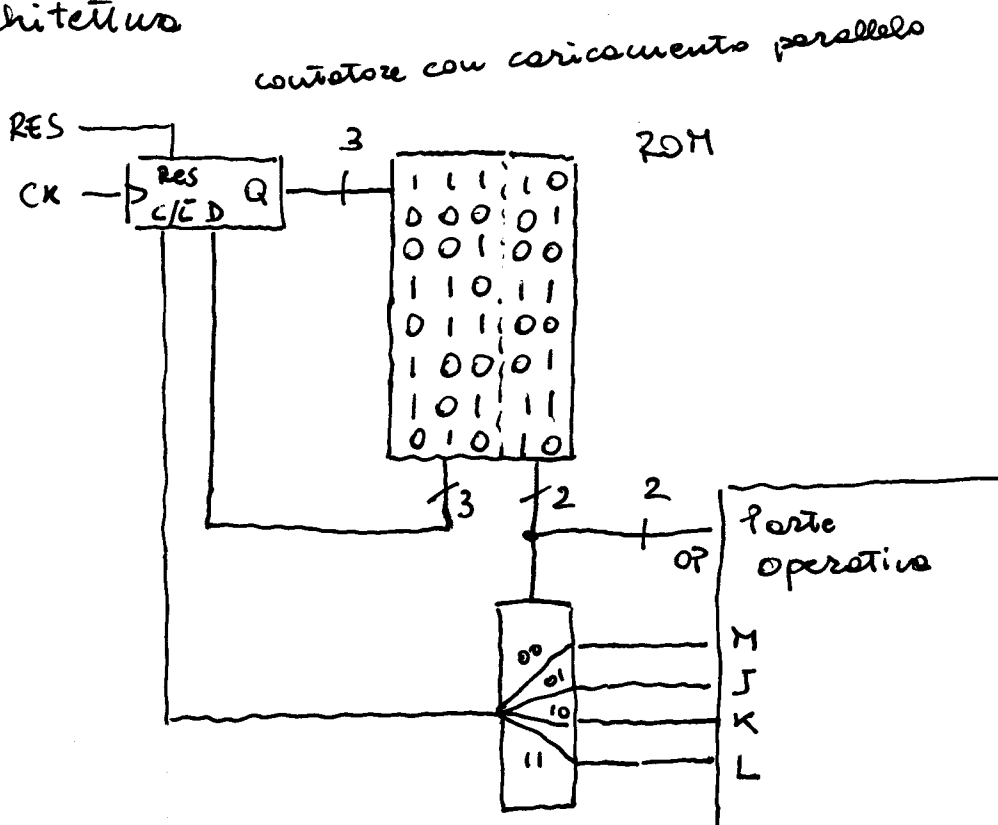 hitettura
contatore con caricamento parallelo
RES
3
ROM
CK
Res
Q
C/L̅ D
1 1 1 1 0
0 0 0 0 1
0 0 1 0 0
1 1 0 1 1
0 1 1 0 0
1 0 0 0 1
1 0 1 1 1
0 1 0 1 0
3
2
2
Parte
OP
operativa
00
M
01
J
10
K
11
L